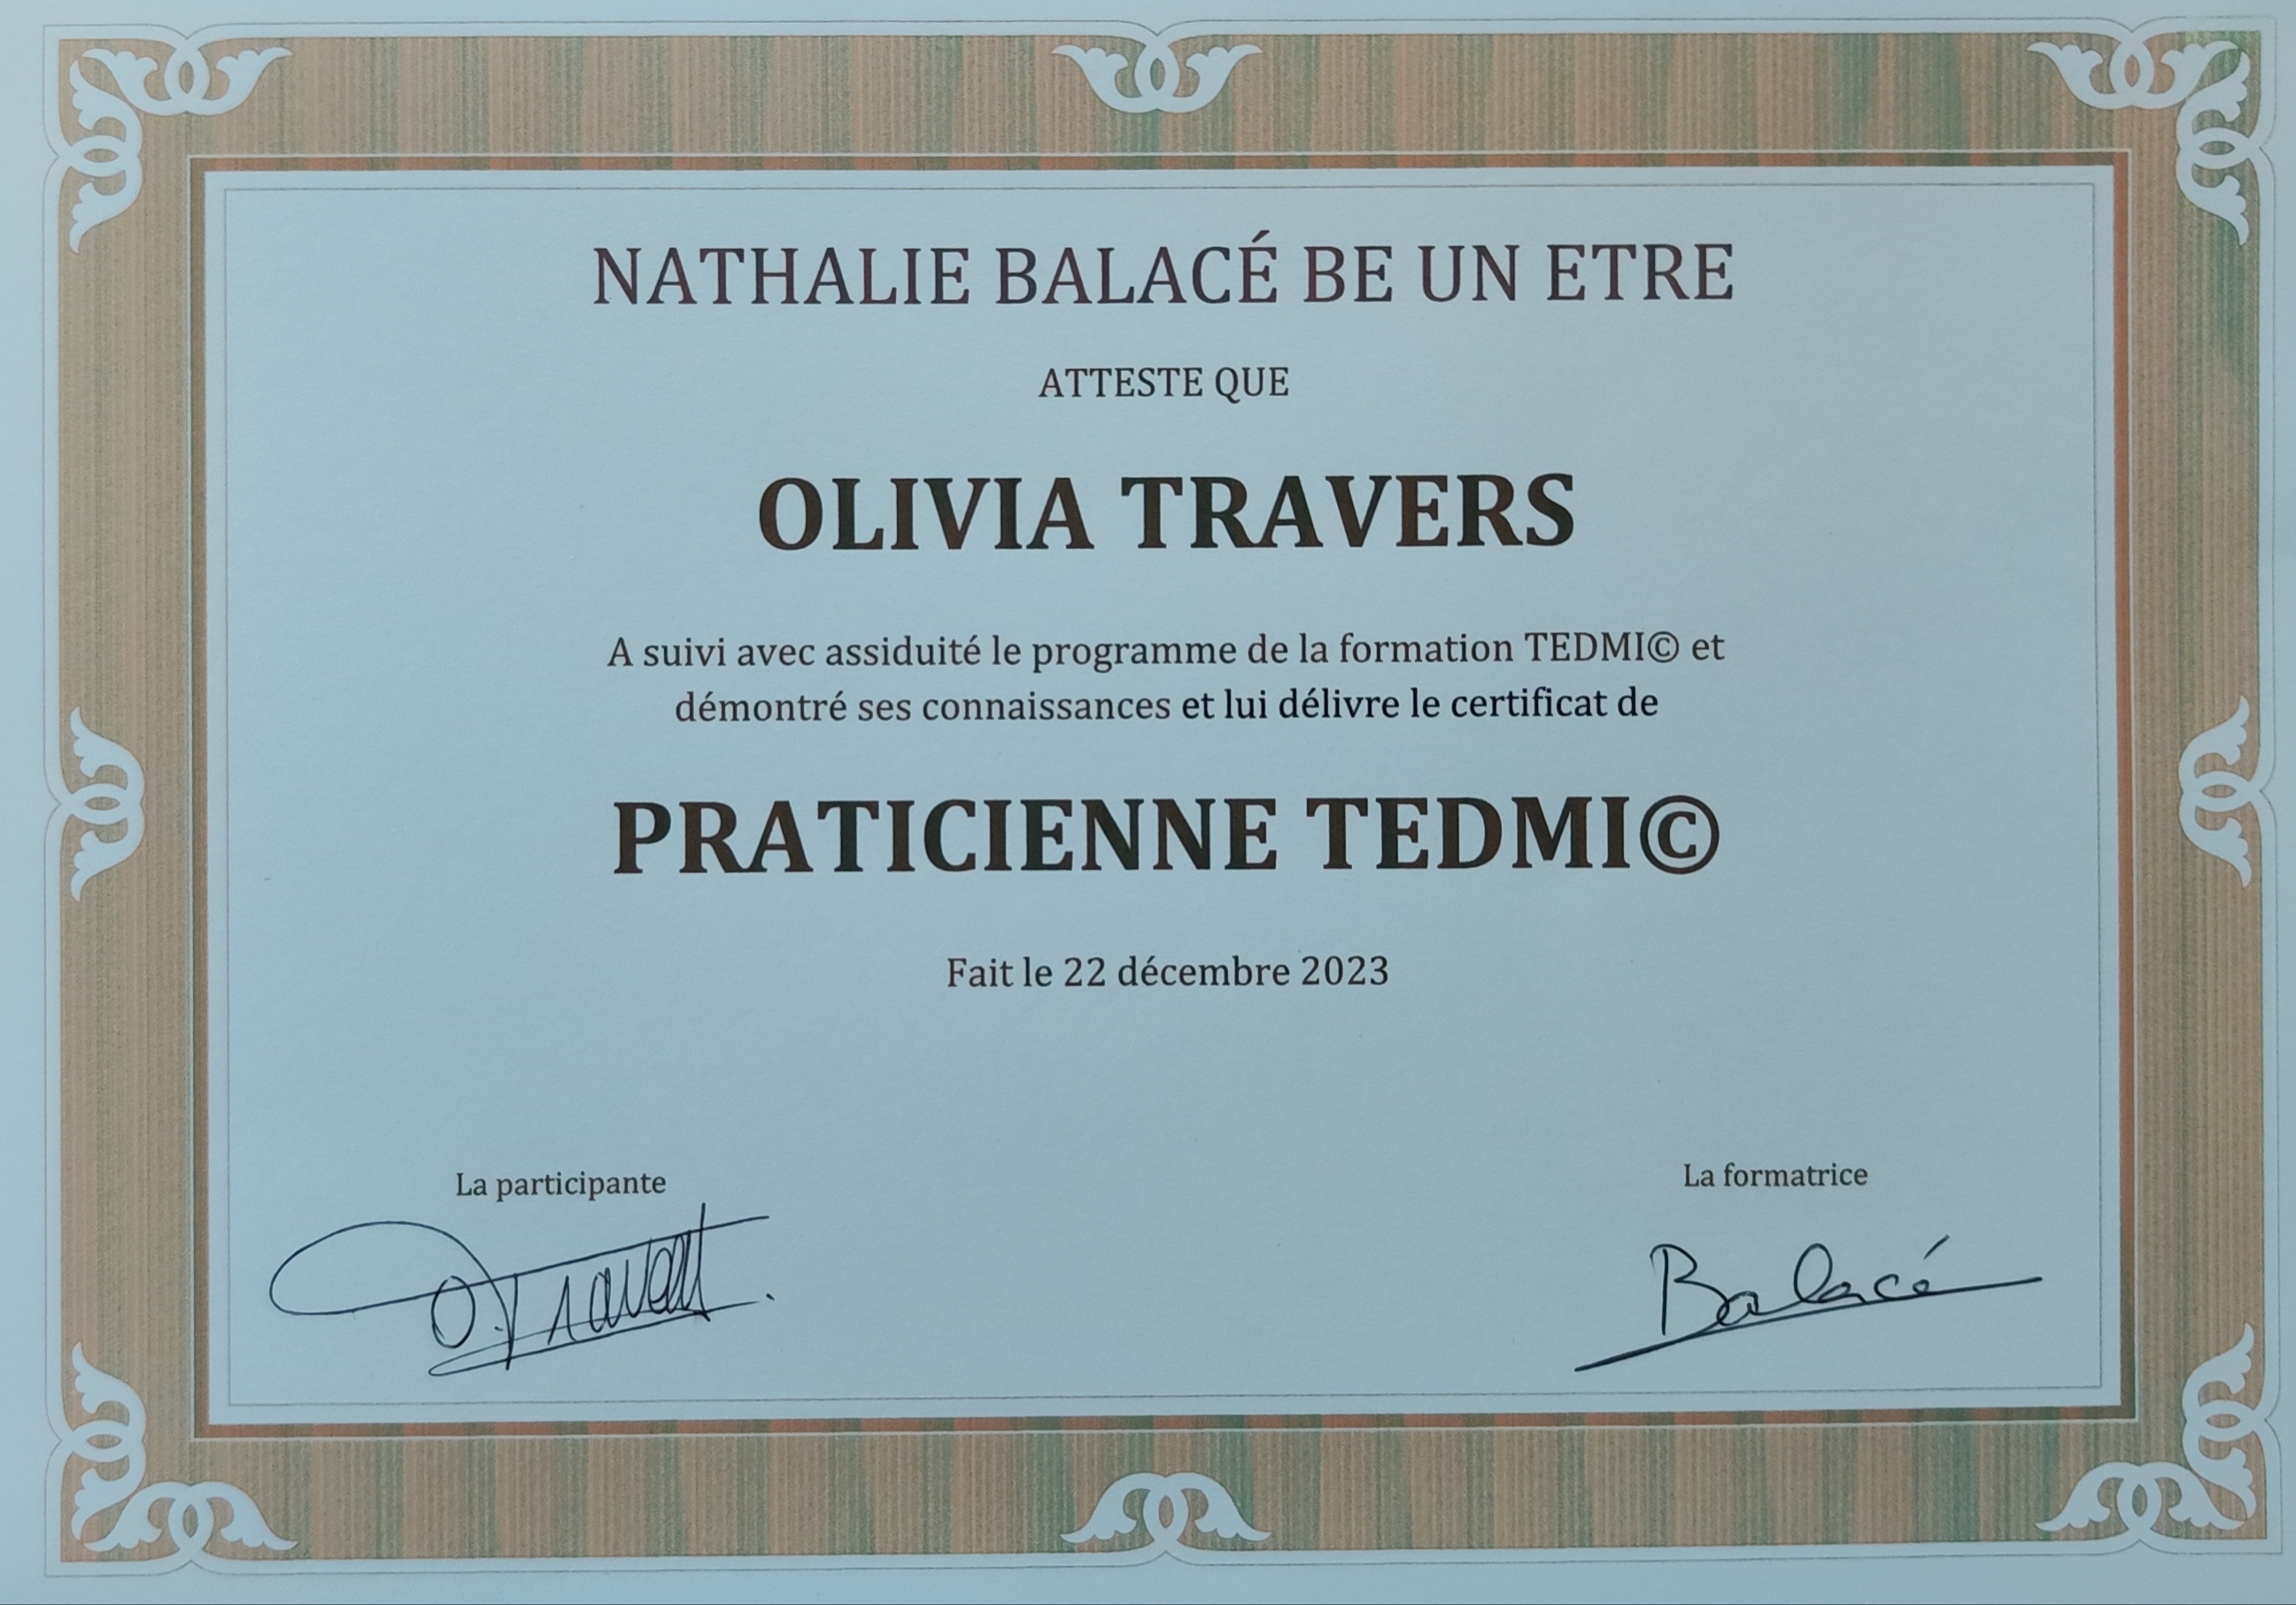 NATHALIE BALACÉ BE UN ETRE
ATTESTE QUE
OLIVIA TRAVERS
A suivi avec assiduité le programme de la formation TEDMI© et
démontré ses connaissances et lui délivre le certificat de
PRATICIENNE TEDMI©
Fait le 22 décembre 2023
La participante
La formatrice
Balacé